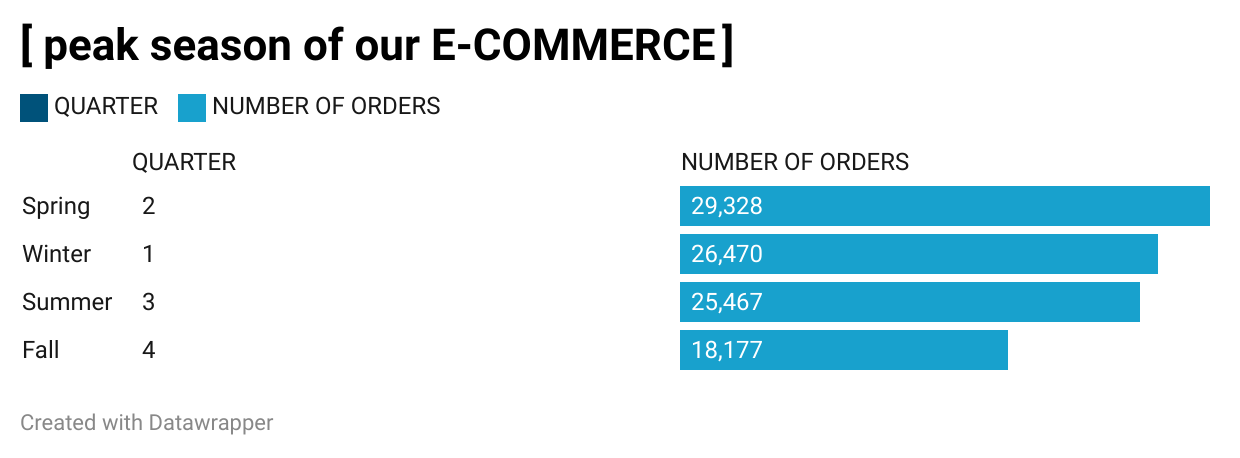 [ peak season of our E-COMMERCE ]
QUARTER NUMBER OF ORDERS
QUARTER NUMBER OF ORDERS
Spring 2 29,328
Winter 1 26,470
Summer 3 25,467
Fall 4 18,177
Created with Datawrapper